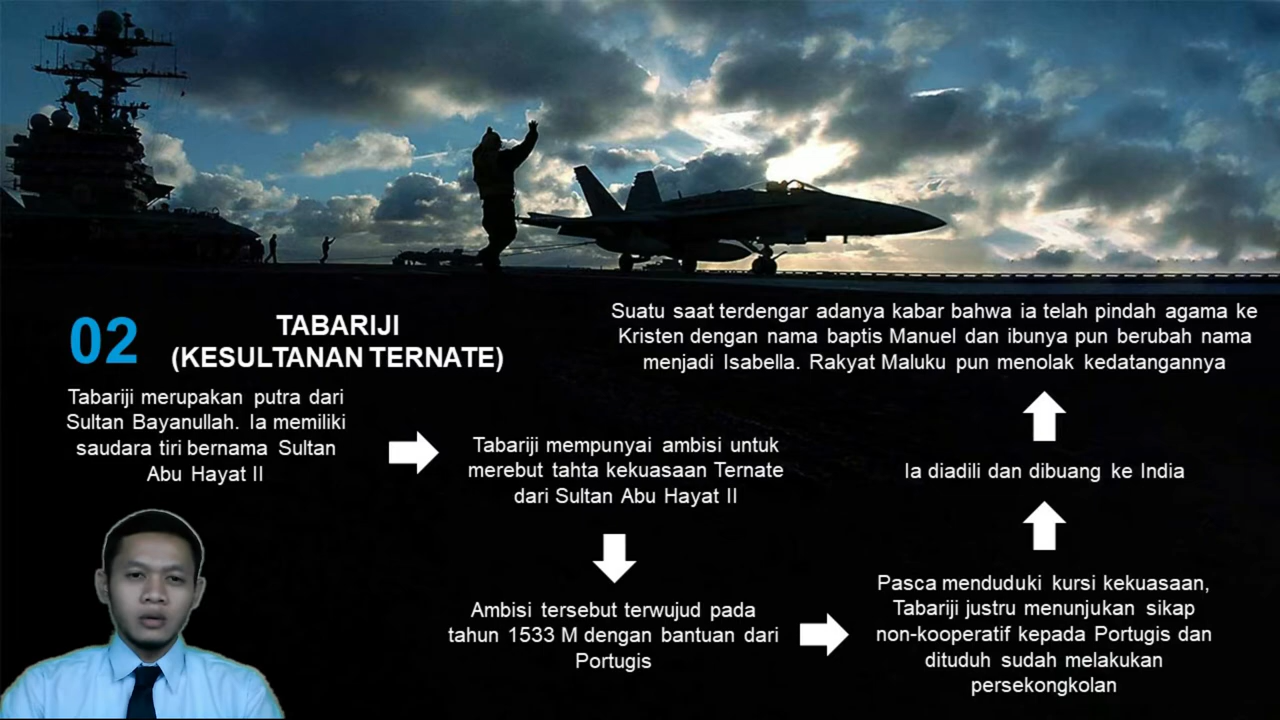 02
TABARIJI
(KESULTANAN TERNATE)
Tabariji merupakan putra dari
Sultan Bayanullah. Ia memiliki
saudara tiri bernama Sultan
Abu Hayat II
Tabariji mempunyai ambisi untuk
merebut tahta kekuasaan Ternate
dari Sultan Abu Hayat II
Ambisi tersebut terwujud pada
tahun 1533 M dengan bantuan dari
Portugis
Pasca menduduki kursi kekuasaan,
Tabariji justru menunjukan sikap
non-kooperatif kepada Portugis dan
dituduh sudah melakukan
persekongkolan
Ia diadili dan dibuang ke India
Suatu saat terdengar adanya kabar bahwa ia telah pindah agama ke
Kristen dengan nama baptis Manuel dan ibunya pun berubah nama
menjadi Isabella. Rakyat Maluku pun menolak kedatangannya